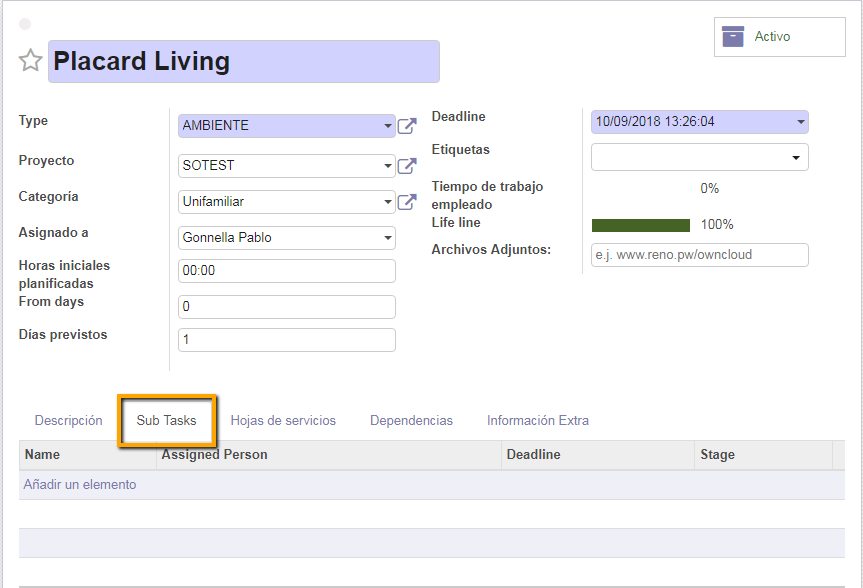 Activo
Placard Living
Type
AMBIENTE
Proyecto
SOTEST
Categoría
Unifamiliar
Asignado a
Gonnella Pablo
Horas iniciales
planificadas
00:00
From days
0
Días previstos
1
Deadline
10/09/2018 13:26:04
Etiquetas
Tiempo de trabajo
empleado
0%
Life line
100%
Archivos Adjuntos:
e.j. www.reno.pw/owncloud
Descripción Sub Tasks Hojas de servicios Dependencias Información Extra
Name Assigned Person Deadline Stage
Añadir un elemento